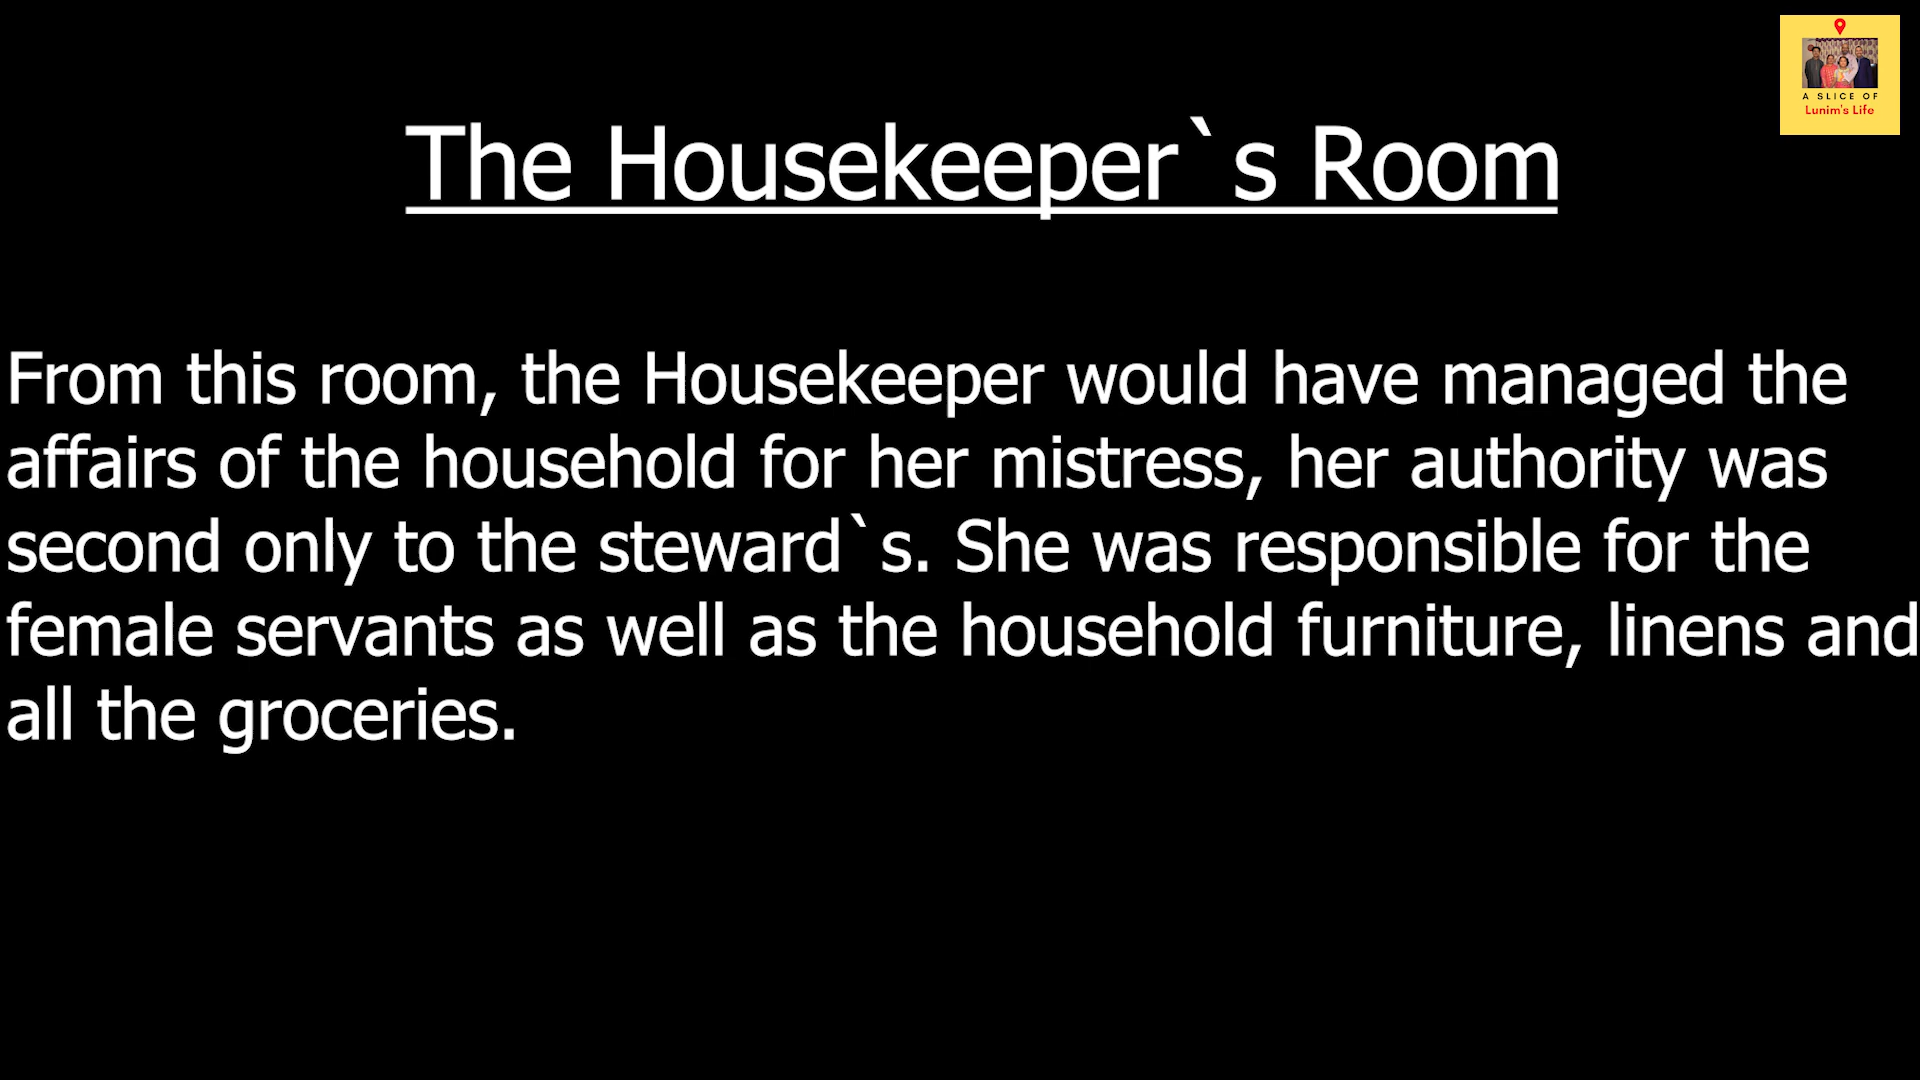 A SLICE OF
Lunim's Life
The Housekeeper`s Room
From this room, the Housekeeper would have managed the
affairs of the household for her mistress, her authority was
second only to the steward`s. She was responsible for the
female servants as well as the household furniture, linens and
all the groceries.